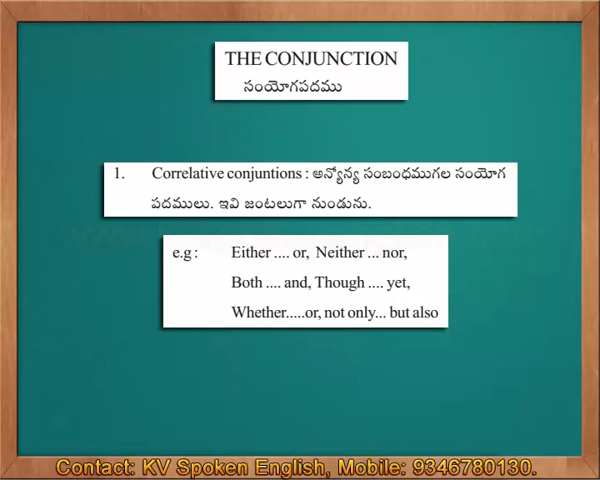 THE CONJUNCTION
సంయోగపదము
1. Correlative conjuntions : అన్యోన్య సంబంధముగల సంయోగ
పదములు. ఇవి జంటలుగా నుండును.
e.g : Either .... or, Neither ... nor,
Both .... and, Though .... yet,
Whether.....or, not only... but also
Contact: KV Spoken English, Mobile: 9346780130.